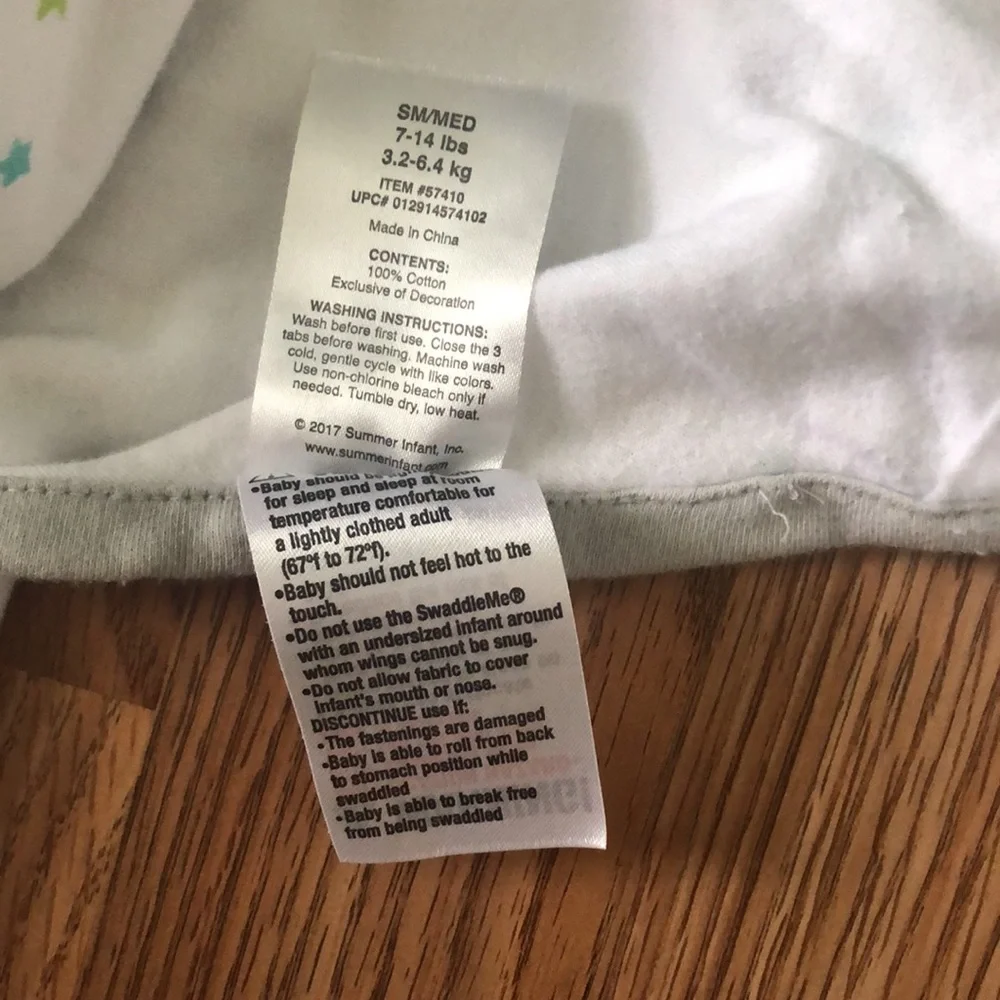 SM/MED
7-14 lbs
3.2-6.4 kg
ITEM #57410
UPC# 012914574102
Made in China
CONTENTS:
100% Cotton
Exclusive of Decoration
WASHING INSTRUCTIONS:
Wash before first use. Close the 3
tabs before washing. Machine wash
cold, gentle cycle with like colors.
Use non-chlorine bleach only if
needed. Tumble dry, low heat.
© 2017 Summer Infant, Inc.
www.summerinfant.com
•Baby should be
for sleep and sleep at room
temperature comfortable for
a lightly clothed adult
(67°f to 72°f).
•Baby should not feel hot to the
touch.
•Do not use the SwaddleMe®
with an undersized infant around
whom wings cannot be snug.
•Do not allow fabric to cover
infant's mouth or nose.
DISCONTINUE use if:
•The fastenings are damaged
•Baby is able to roll from back
to stomach position while
swaddled
•Baby is able to break free
from being swaddled